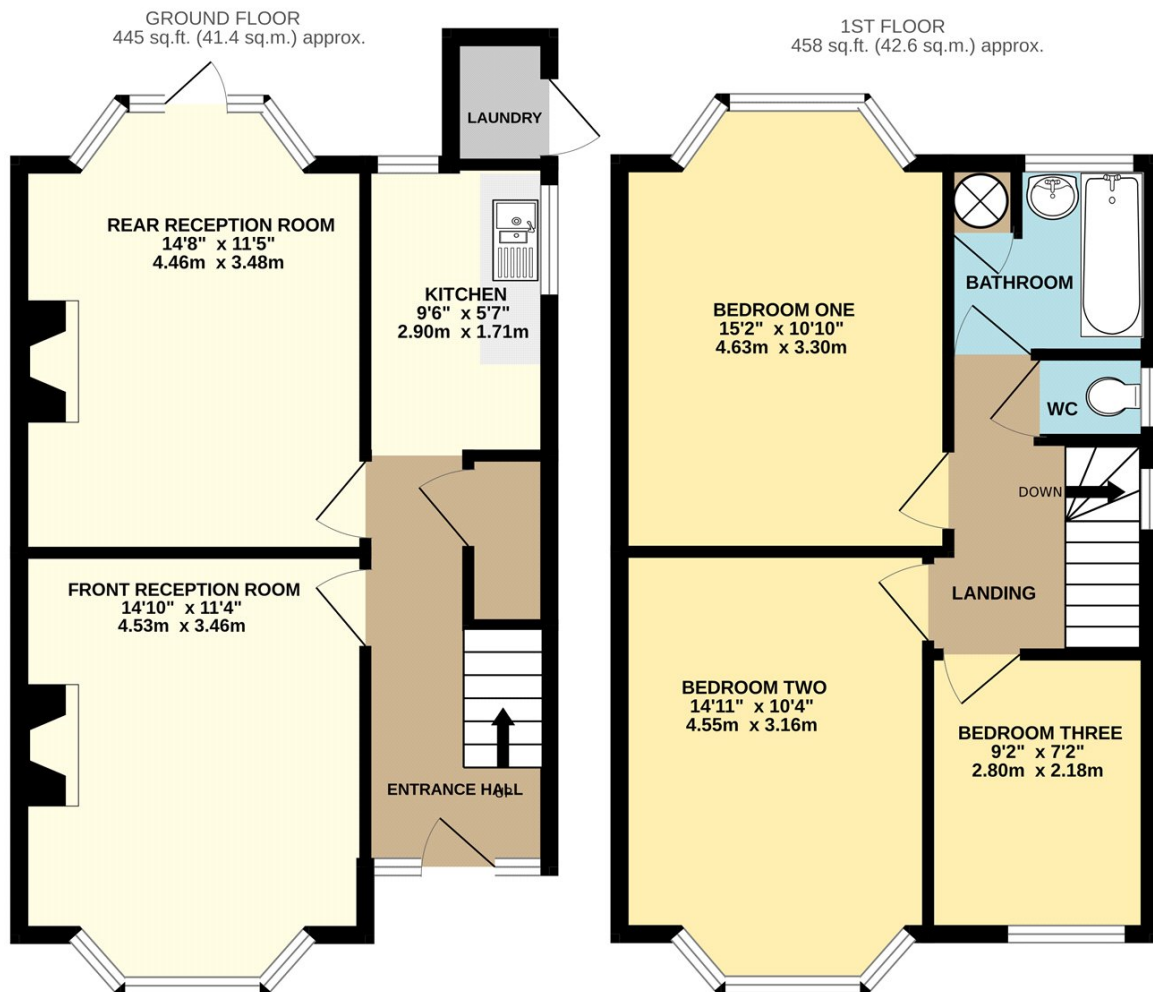 GROUND FLOOR
445 sq.ft. (41.4 sq.m.) approx.
LAUNDRY
REAR RECEPTION ROOM
14'8" x 11'5"
4.46m x 3.48m
KITCHEN
9'6" x 5'7"
2.90m x 1.71m
FRONT RECEPTION ROOM
14'10" x 11'4"
4.53m x 3.46m
ENTRANCE HALL
UP
1ST FLOOR
458 sq.ft. (42.6 sq.m.) approx.
BEDROOM ONE
15'2" x 10'10"
4.63m x 3.30m
BATHROOM
WC
DOWN
LANDING
BEDROOM TWO
14'11" x 10'4"
4.55m x 3.16m
BEDROOM THREE
9'2" x 7'2"
2.80m x 2.18m